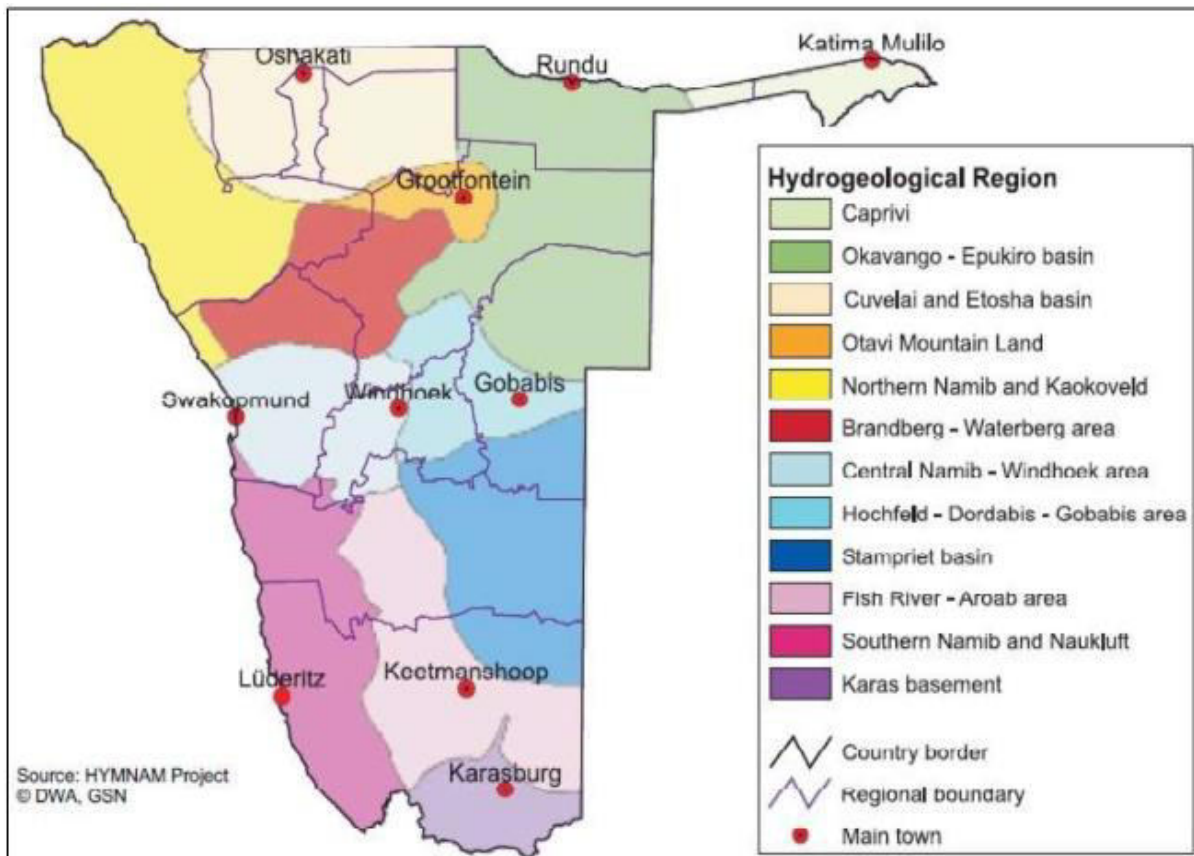 Oshakati
Rundu
Katima Mulilo
Grootfontein
Swakopmund
Windhoek
Gobabis
Lüderitz
Keetmanshoop
Karasburg
Source: HYMNAM Project
© DWA, GSN
Hydrogeological Region
Caprivi
Okavango - Epukiro basin
Cuvelai and Etosha basin
Otavi Mountain Land
Northern Namib and Kaokoveld
Brandberg - Waterberg area
Central Namib - Windhoek area
Hochfeld - Dordabis - Gobabis area
Stampriet basin
Fish River - Aroab area
Southern Namib and Naukluft
Karas basement
Country border
Regional boundary
Main town